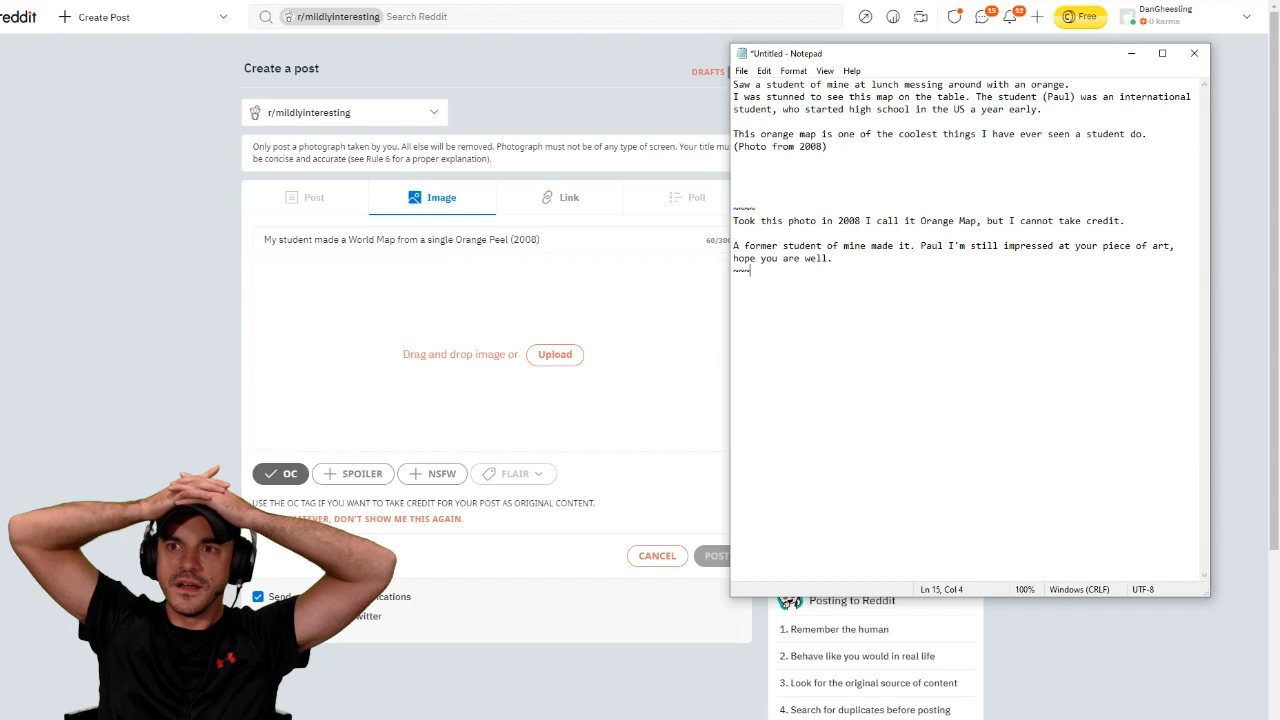 reddit
Create Post
r/mildlyinteresting
Search Reddit
15
12
Free
DanGheesling
0 karma
Create a post
DRAFTS
r/mildlyinteresting
Only post a photograph taken by you. All else will be removed. Photograph must not be of any type of screen. Your title mus
be concise and accurate (see Rule 6 for a proper explanation).
Post
Image
Link
Poll
My student made a World Map from a single Orange Peel (2008)
60/300
Drag and drop image or
Upload
OC
SPOILER
NSFW
FLAIR
USE THE OC TAG IF YOU WANT TO TAKE CREDIT FOR YOUR POST AS ORIGINAL CONTENT.
ATEVER, DON'T SHOW ME THIS AGAIN.
CANCEL
POST
Send
ications
witter
*Untitled - Notepad
File Edit Format View Help
Saw a student of mine at lunch messing around with an orange.
I was stunned to see this map on the table. The student (Paul) was an international
student, who started high school in the US a year early.
This orange map is one of the coolest things I have ever seen a student do.
(Photo from 2008)
~~~~
Took this photo in 2008 I call it Orange Map, but I cannot take credit.
A former student of mine made it. Paul I'm still impressed at your piece of art,
hope you are well.
~~~
Ln 15, Col 4
100%
Windows (CRLF)
UTF-8
Posting to Reddit
1. Remember the human
2. Behave like you would in real life
3. Look for the original source of content
4. Search for duplicates before posting